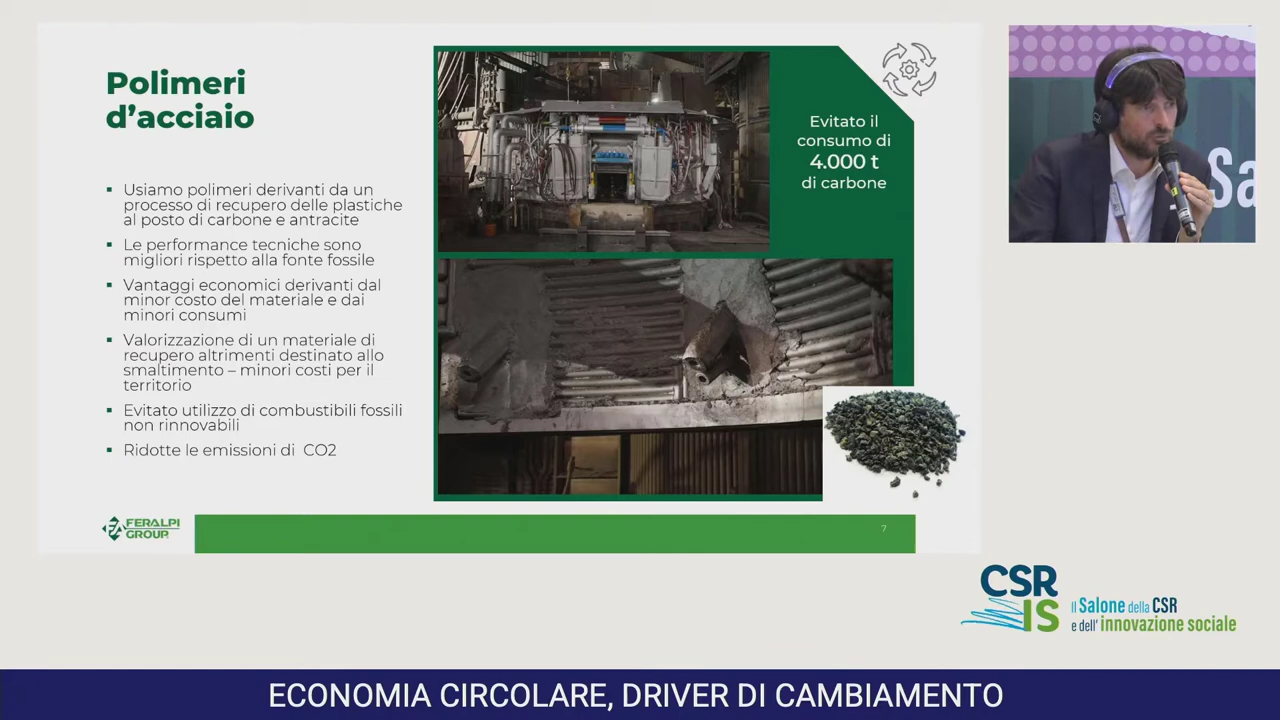 Polimeri
d'acciaio
▪ Usiamo polimeri derivanti da un
processo di recupero delle plastiche
al posto di carbone e antracite
▪ Le performance tecniche sono
migliori rispetto alla fonte fossile
▪ Vantaggi economici derivanti dal
minor costo del materiale e dai
minori consumi
▪ Valorizzazione di un materiale di
recupero altrimenti destinato allo
smaltimento – minori costi per il
territorio
▪ Evitato utilizzo di combustibili fossili
non rinnovabili
▪ Ridotte le emissioni di CO2
Evitato il
consumo di
4.000 t
di carbone
FERALPI
GROUP
7
Sa
CSR
IS
il Salone della CSR
e dell' innovazione sociale
ECONOMIA CIRCOLARE, DRIVER DI CAMBIAMENTO